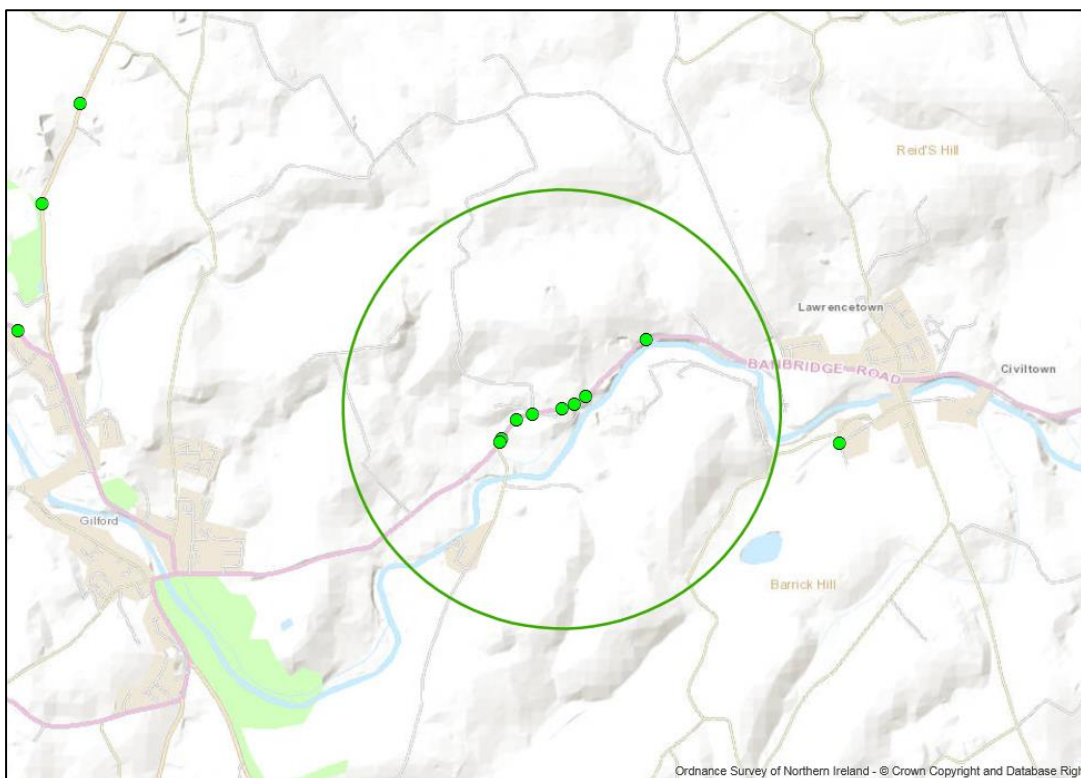 Reid'S Hill
Lawrencetown
BANBRIDGE ROAD
Civiltown
Gilford
Barrick Hill
Ordnance Survey of Northern Ireland - © Crown Copyright and Database Righ